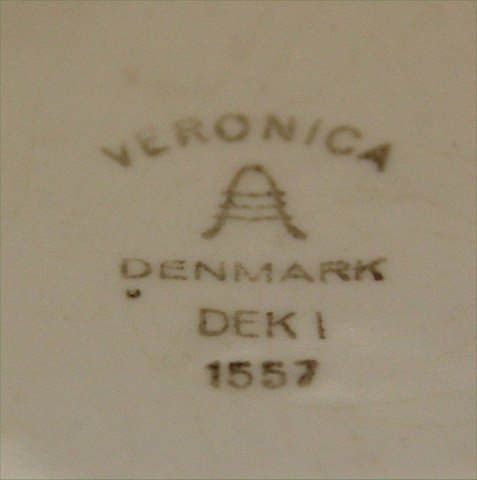 VERONICA
DENMARK
DEK I
1557